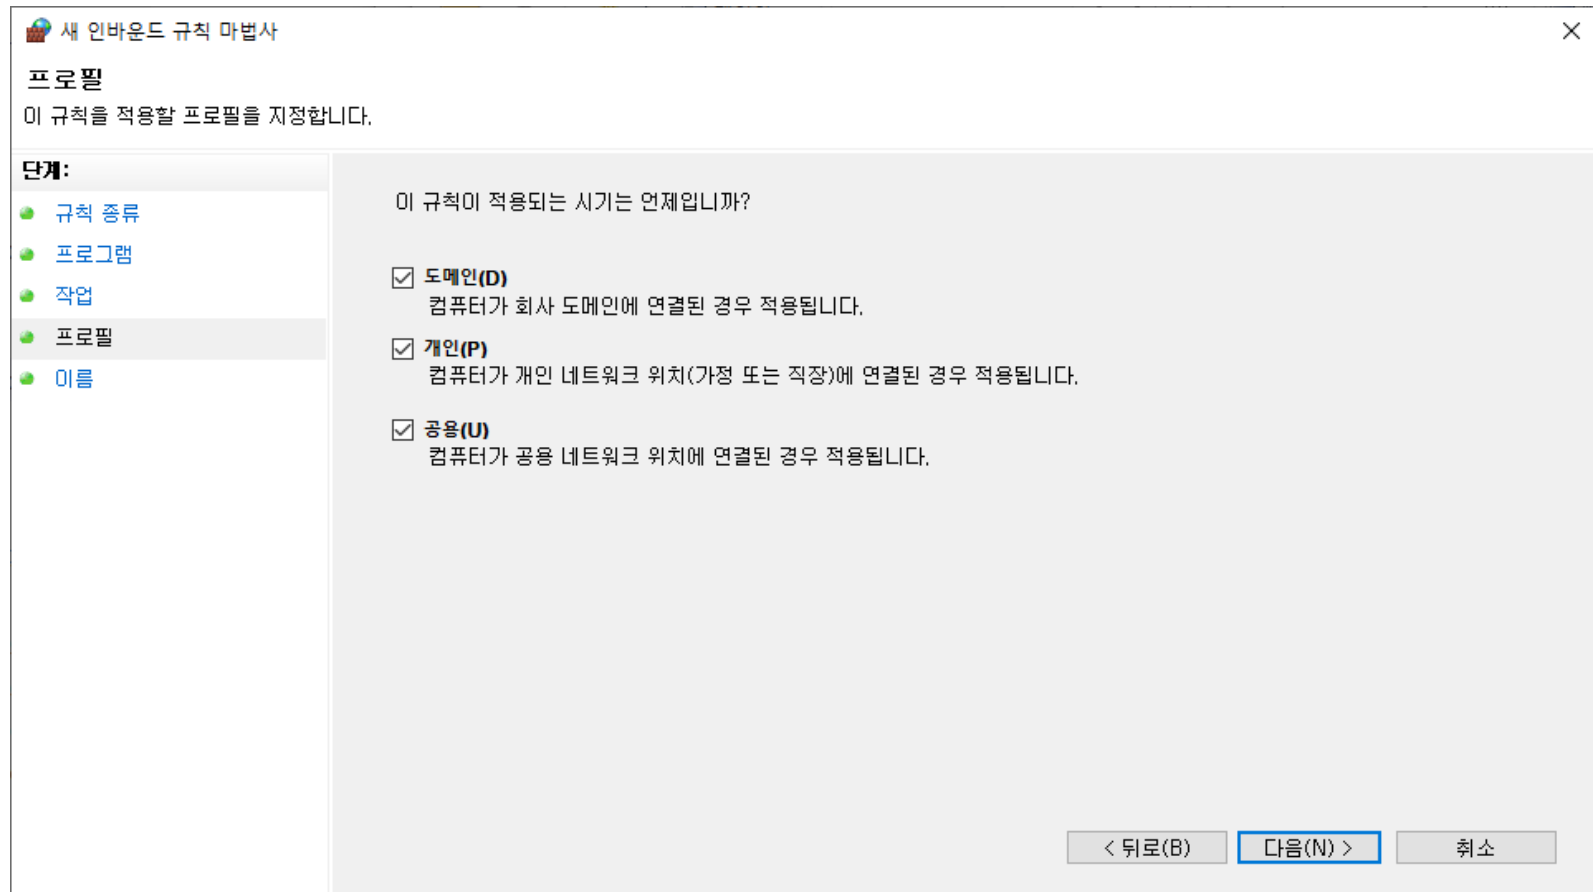 새 인바운드 규칙 마법사
프로필
이 규칙을 적용할 프로필을 지정합니다.
단계:
규칙 종류
프로그램
작업
프로필
이름
이 규칙이 적용되는 시기는 언제입니까?
도메인(D)
컴퓨터가 회사 도메인에 연결된 경우 적용됩니다.
개인(P)
컴퓨터가 개인 네트워크 위치(가정 또는 직장)에 연결된 경우 적용됩니다.
공용(U)
컴퓨터가 공용 네트워크 위치에 연결된 경우 적용됩니다.
< 뒤로(B) 다음(N) > 취소